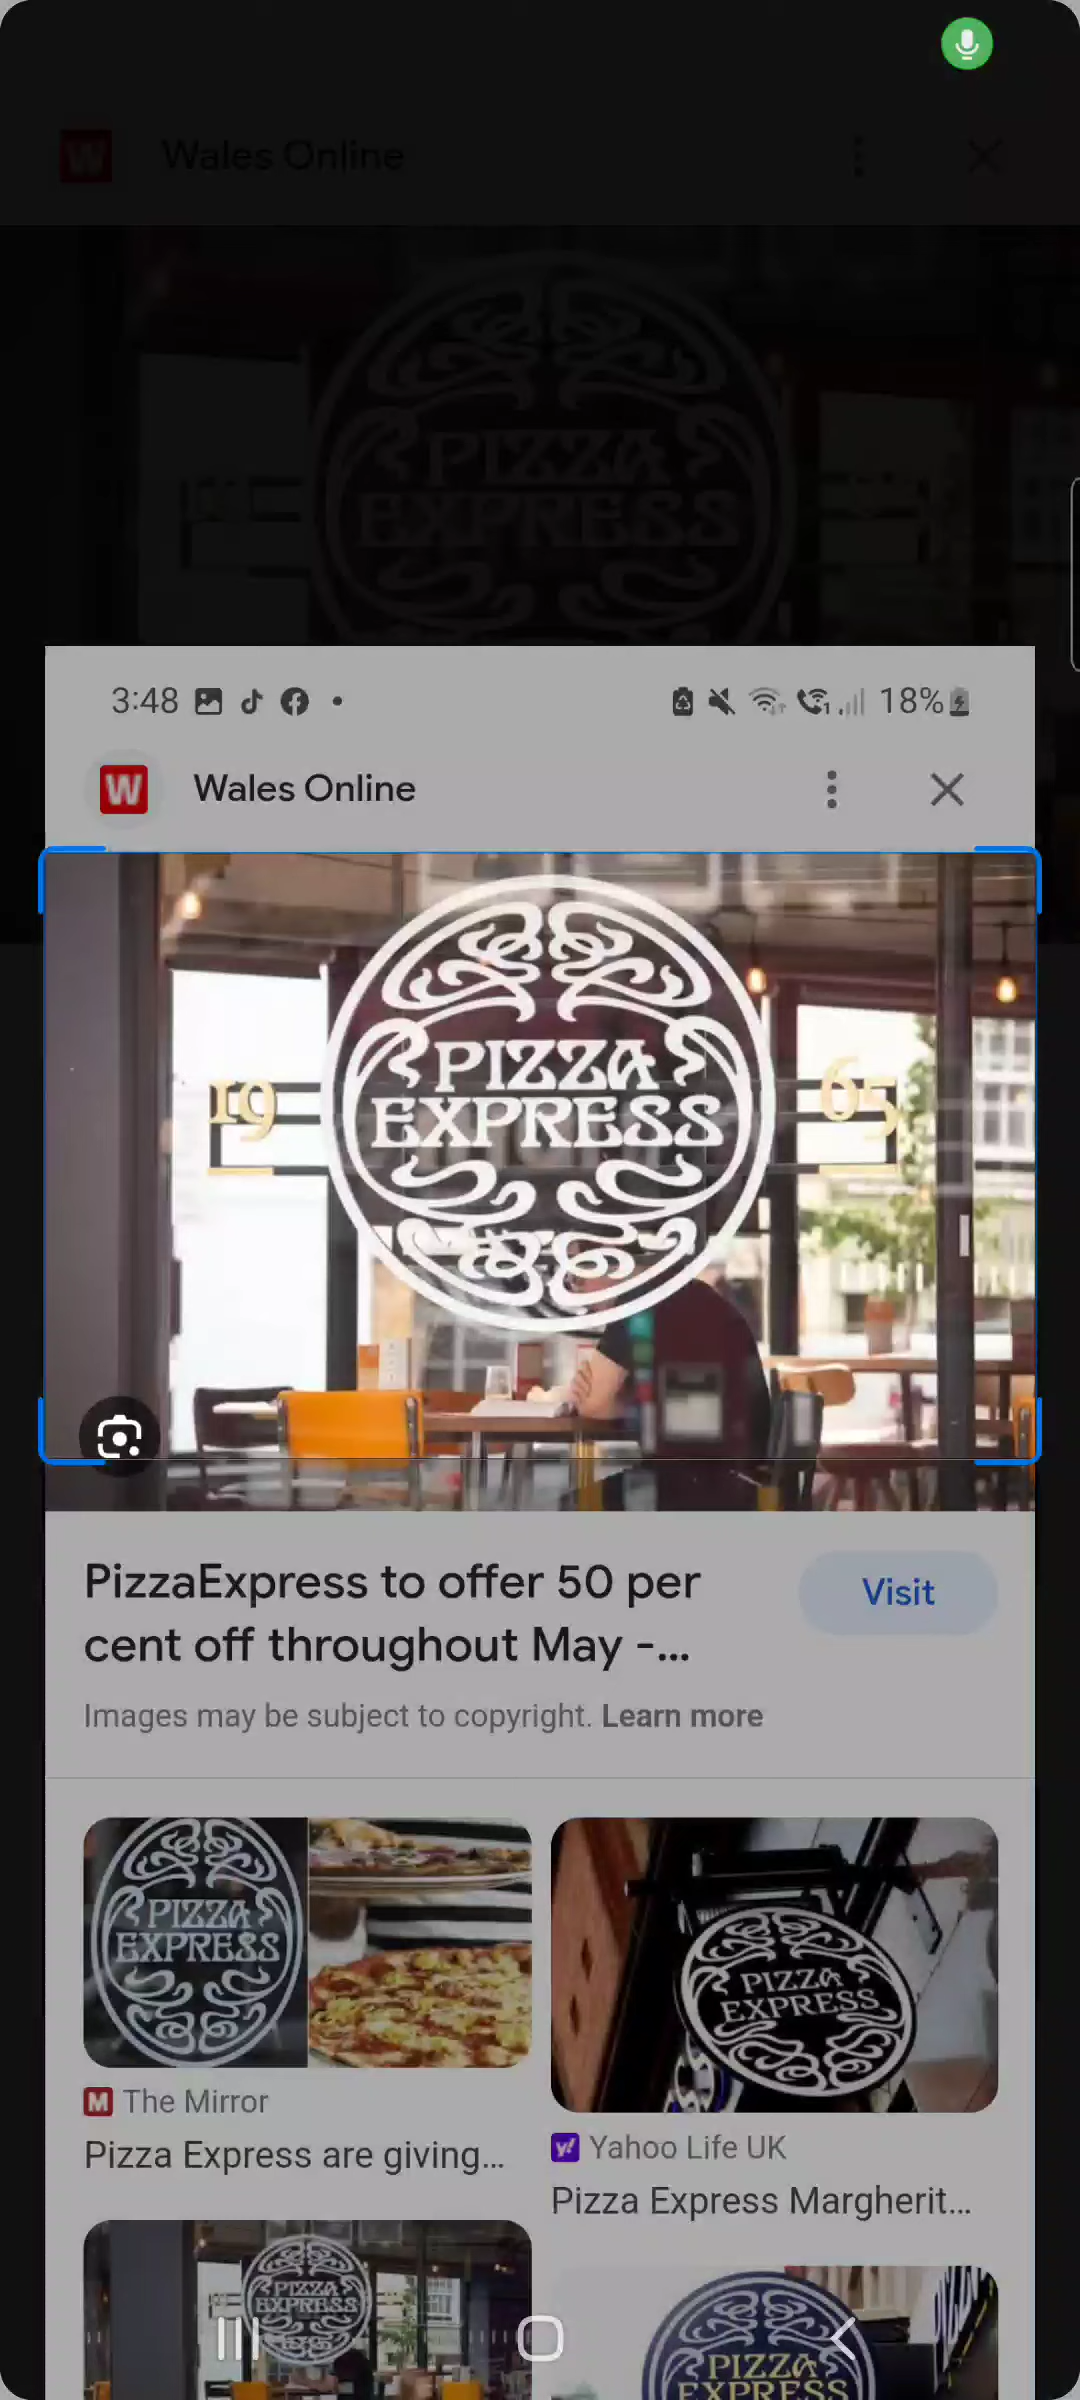 Wales Online
PIZZA
EXPRESS
3:48
18%
W Wales Online
PIZZA
EXPRESS
19
65
PizzaExpress to offer 50 per
cent off throughout May -...
Visit
Images may be subject to copyright. Learn more
PIZZA
EXPRESS
M The Mirror
Pizza Express are giving...
PIZZA
EXPRESS
y! Yahoo Life UK
Pizza Express Margherit...
PIZZA
EXPRESS
PIZZA
EXPRESS